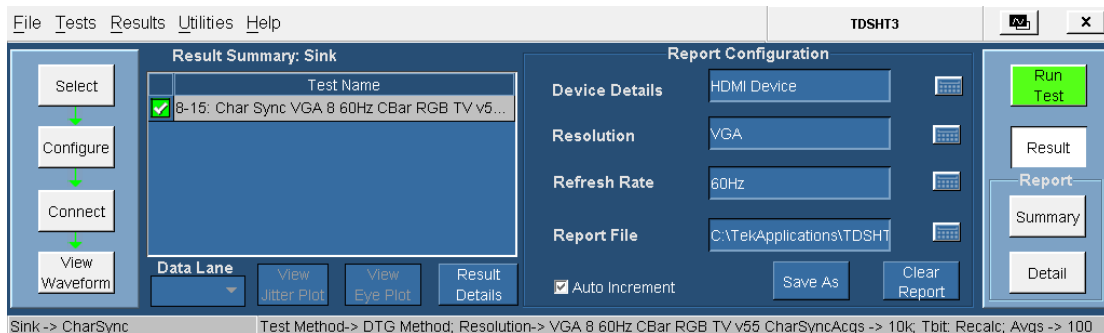 File Tests Results Utilities Help TDSHT3 x
Result Summary: Sink
Report Configuration
Select
Configure
Connect
View
Waveform
Test Name
8-15: Char Sync VGA 8 60Hz CBar RGB TV v5...
Data Lane
View
Jitter Plot
View
Eye Plot
Result
Details
Device Details HDMI Device
Resolution VGA
Refresh Rate 60Hz
Report File C:\TekApplications\TDSHT
Auto Increment
Save As
Clear
Report
Run
Test
Result
Report
Summary
Detail
Sink -> CharSync Test Method-> DTG Method; Resolution-> VGA 8 60Hz CBar RGB TV v55 CharSyncAcqs -> 10k; Tbit: Recalc; Avgs -> 100